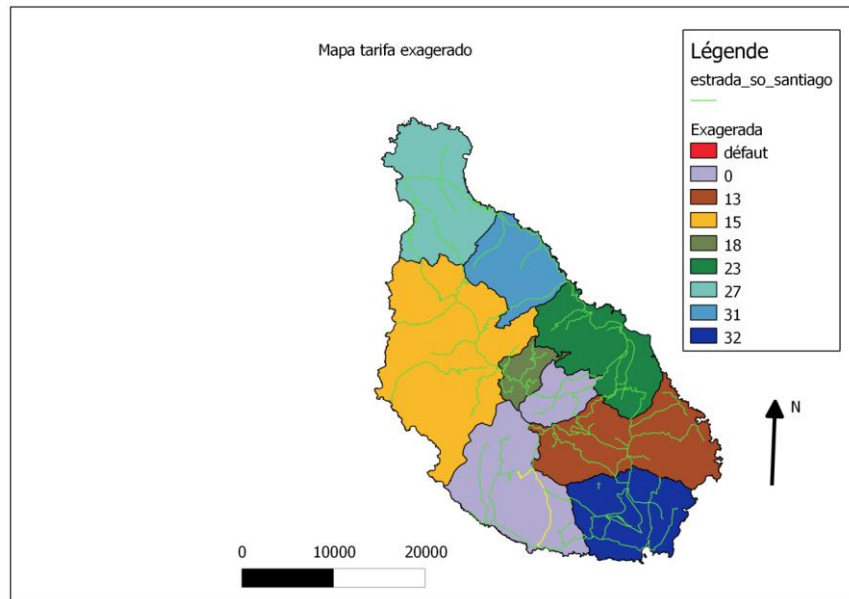 Mapa tarifa exagerado
Légende
estrada_so_santiago
Exagerada
défaut
0
13
15
18
23
27
31
32
N
0 10000 20000